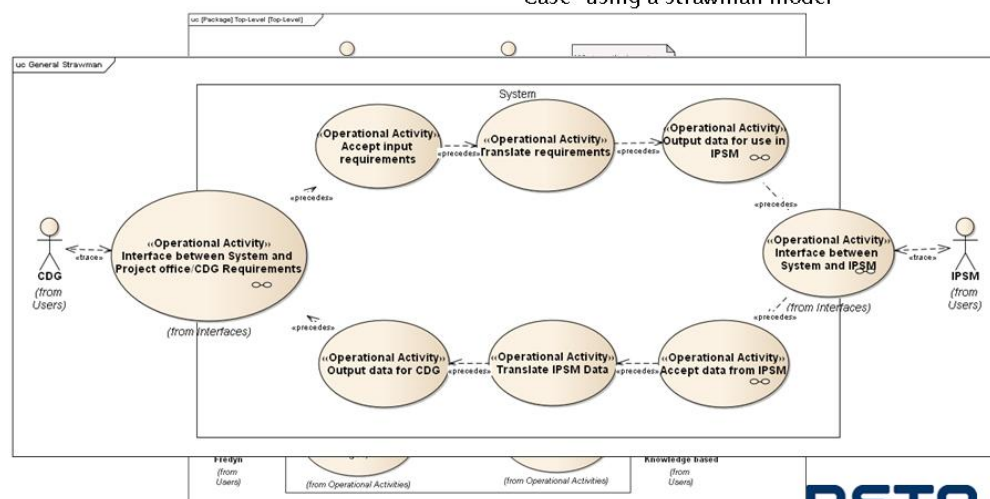 Case" using a strawman model
uc [Package] Top-Level [Top-Level]
uc General Strawman
System
«Operational Activity»
Accept input
requirements
«precedes»
«Operational Activity»
Translate requirements
«precedes»
«Operational Activity»
Output data for use in
IPSM
«precedes»
«precedes»
CDG
(from
Users)
«trace»
«Operational Activity»
Interface between System and
Project office/CDG Requirements
(from Interfaces)
«Operational Activity»
Interface between
System and IPSM
(from Interfaces)
«trace»
IPSM
(from
Users)
«precedes»
«precedes»
«Operational Activity»
Output data for CDG
«precedes»
«Operational Activity»
Translate IPSM Data
«precedes»
«Operational Activity»
Accept data from IPSM
Fredyn
(from
Users)
(from Operational Activities)
(from Operational Activities)
Knowledge based
(from
Users)